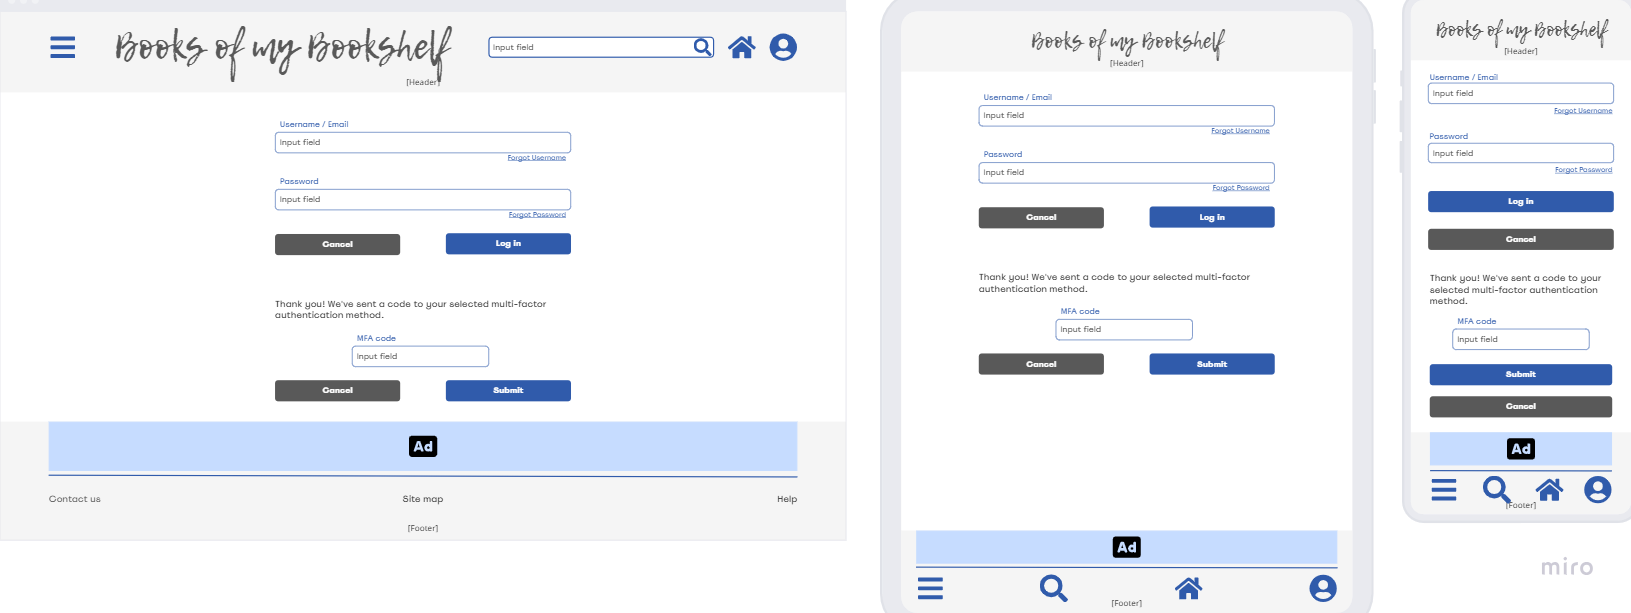 Books of my Bookshelf
Input field
[Header]
Username / Email
Input field
Forgot Username
Password
Input field
Forgot Password
Cancel
Log in
Thank you! We've sent a code to your selected multi-factor
authentication method.
MFA code
Input field
Cancel
Submit
Ad
Contact us
Site map
Help
[Footer]
Books of my Bookshelf
[Header]
Username / Email
Input field
Forgot Username
Password
Input field
Forgot Password
Cancel
Log in
Thank you! We've sent a code to your selected multi-factor
authentication method.
MFA code
Input field
Cancel
Submit
Ad
[Footer]
Books of my Bookshelf
[Header]
Username / Email
Input field
Forgot Username
Password
Input field
Forgot Password
Log in
Cancel
Thank you! We've sent a code to your
selected multi-factor authentication
method.
MFA code
Input field
Submit
Cancel
Ad
[Footer]
miro